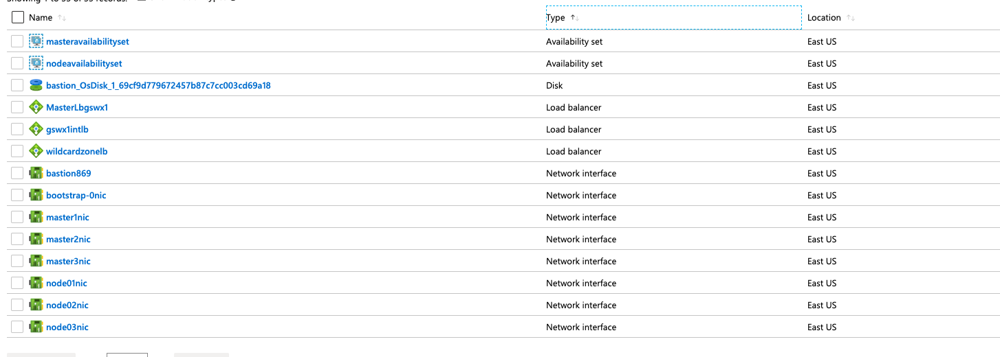 Name Type Location
masteravailabilityset Availability set East US
nodeavailabilityset Availability set East US
bastion_OsDisk_1_69cf9d779672457b87c7cc003cd69a18 Disk East US
MasterLbgswx1 Load balancer East US
gswx1intlb Load balancer East US
wildcardzonelb Load balancer East US
bastion869 Network interface East US
bootstrap-0nic Network interface East US
master1nic Network interface East US
master2nic Network interface East US
master3nic Network interface East US
node01nic Network interface East US
node02nic Network interface East US
node03nic Network interface East US